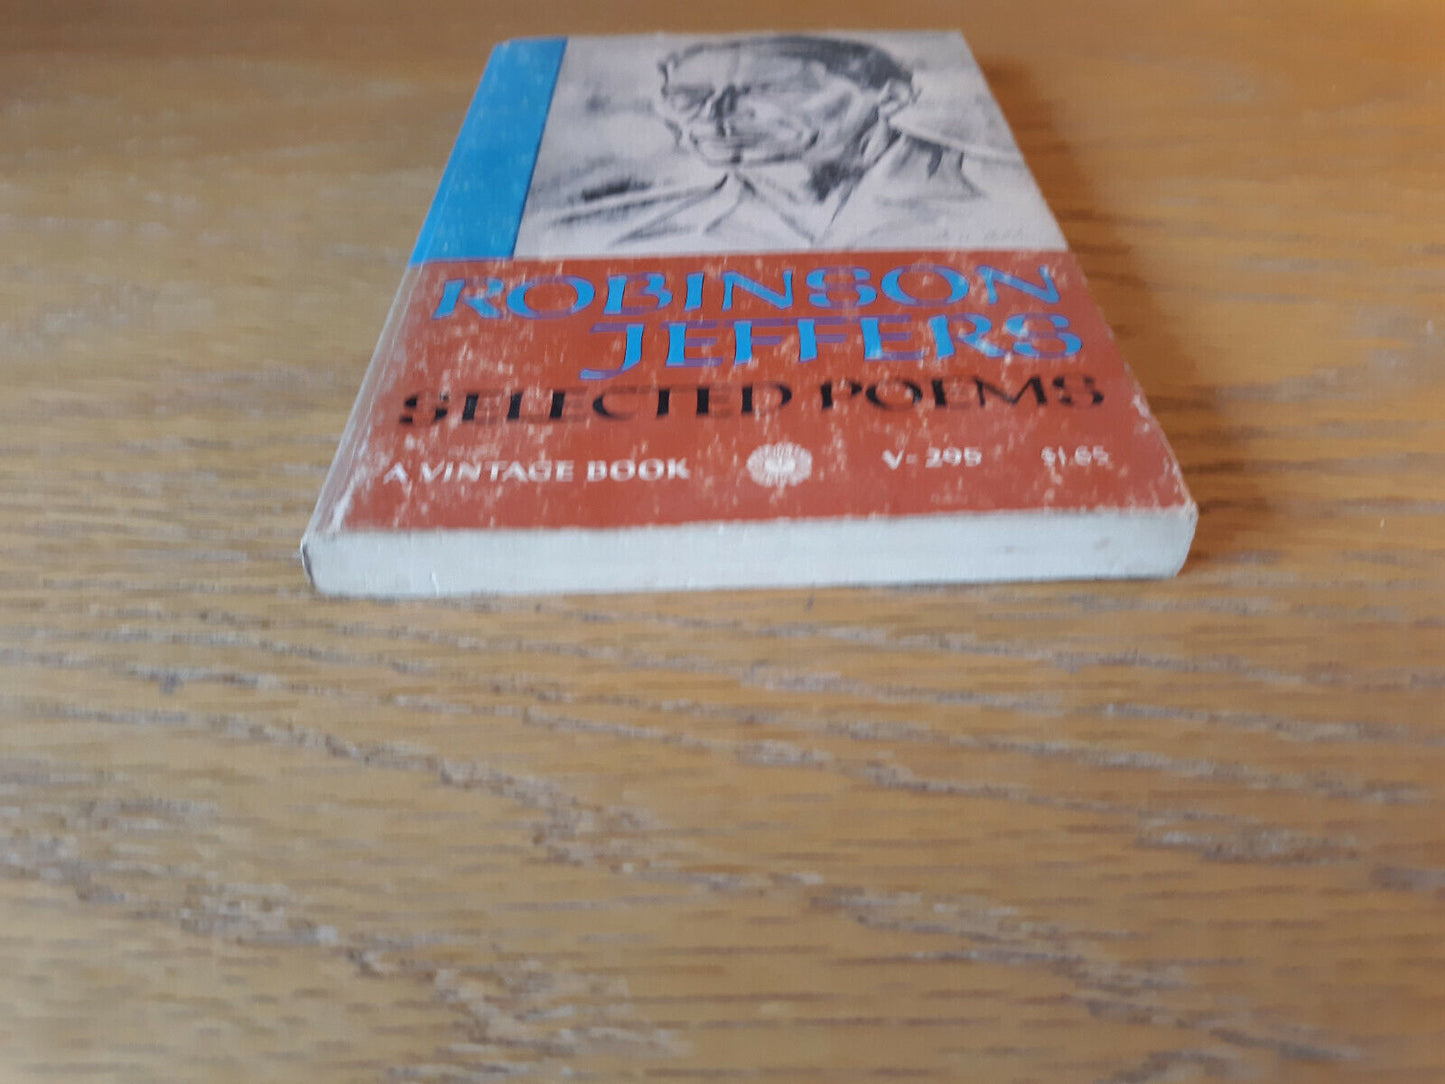 ROBINSON
JEFFERS
SELECTED POEMS
A VINTAGE BOOK V-295 $1.65